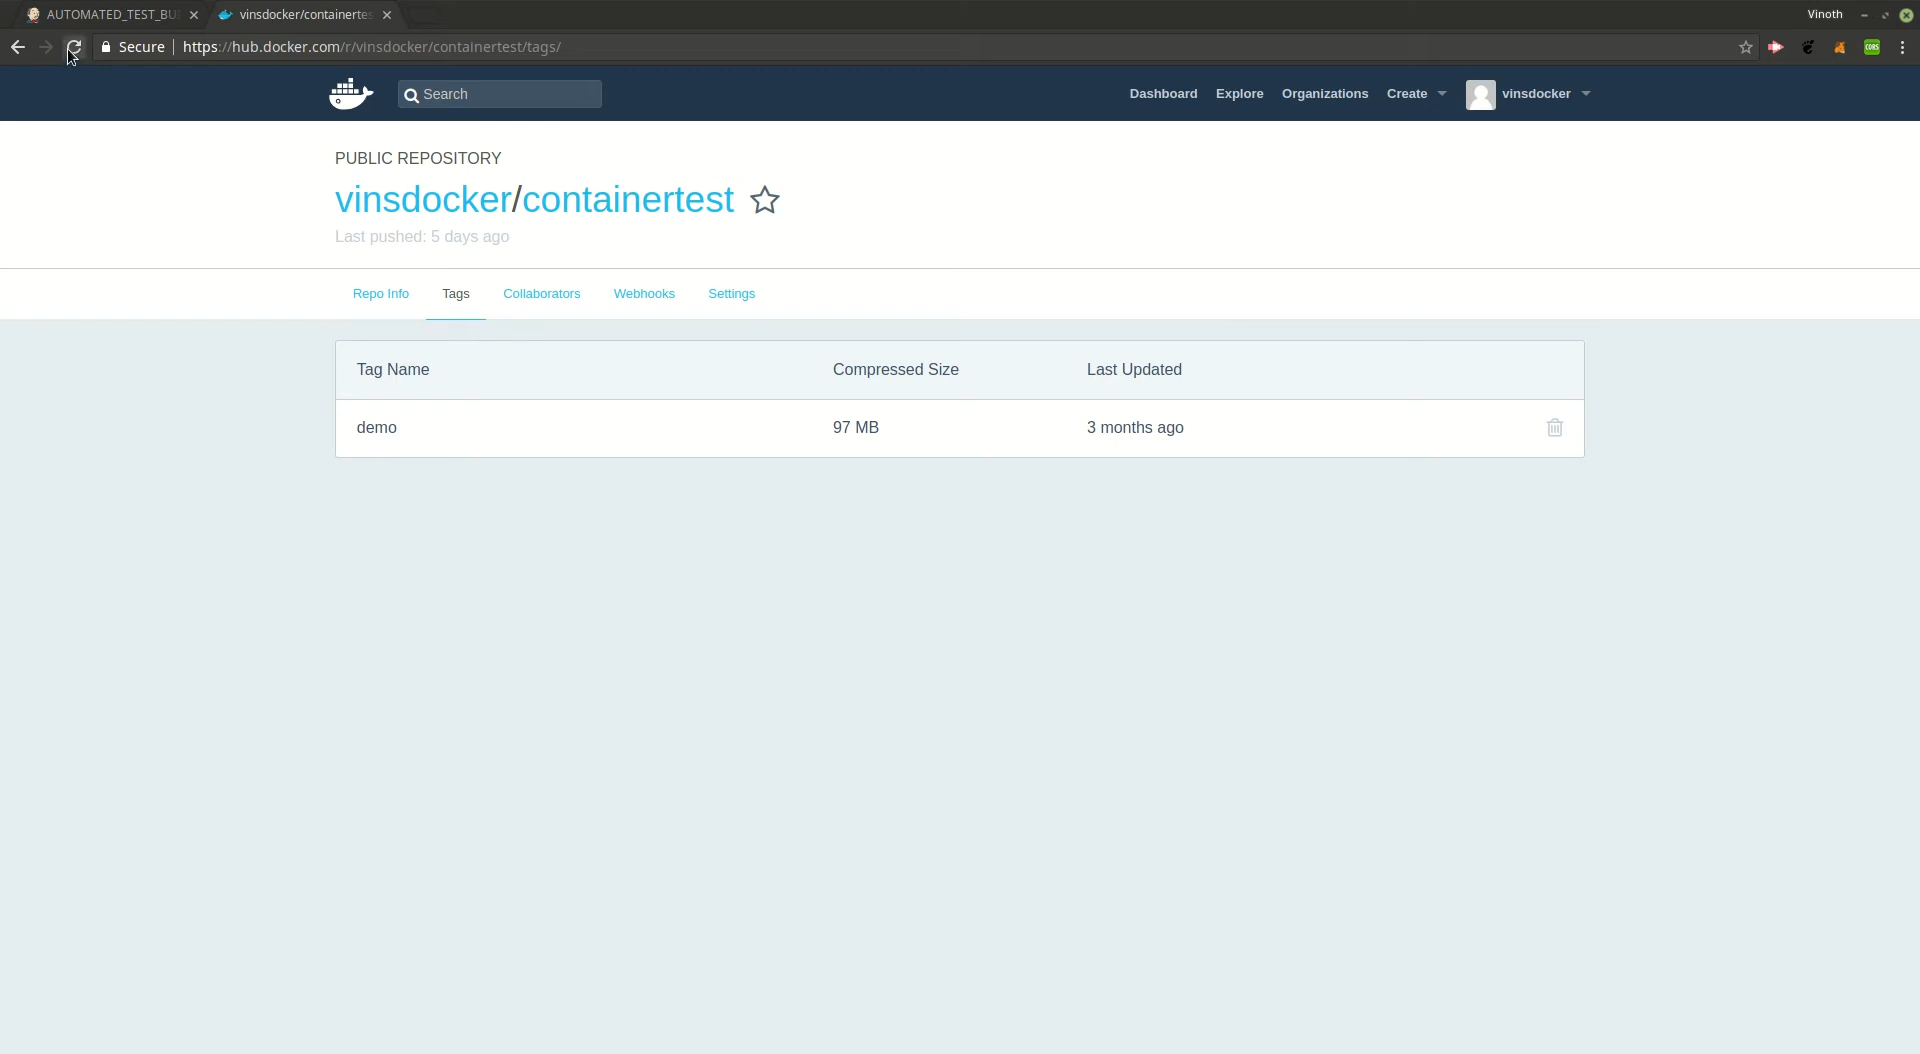 AUTOMATED_TEST_BU
vinsdocker/containertes
Vinoth
Secure
https://hub.docker.com/r/vinsdocker/containertest/tags/
CORS
Search
Dashboard Explore Organizations Create vinsdocker
PUBLIC REPOSITORY
vinsdocker/containertest
Last pushed: 5 days ago
Repo Info Tags Collaborators Webhooks Settings
Tag Name Compressed Size Last Updated
demo 97 MB 3 months ago